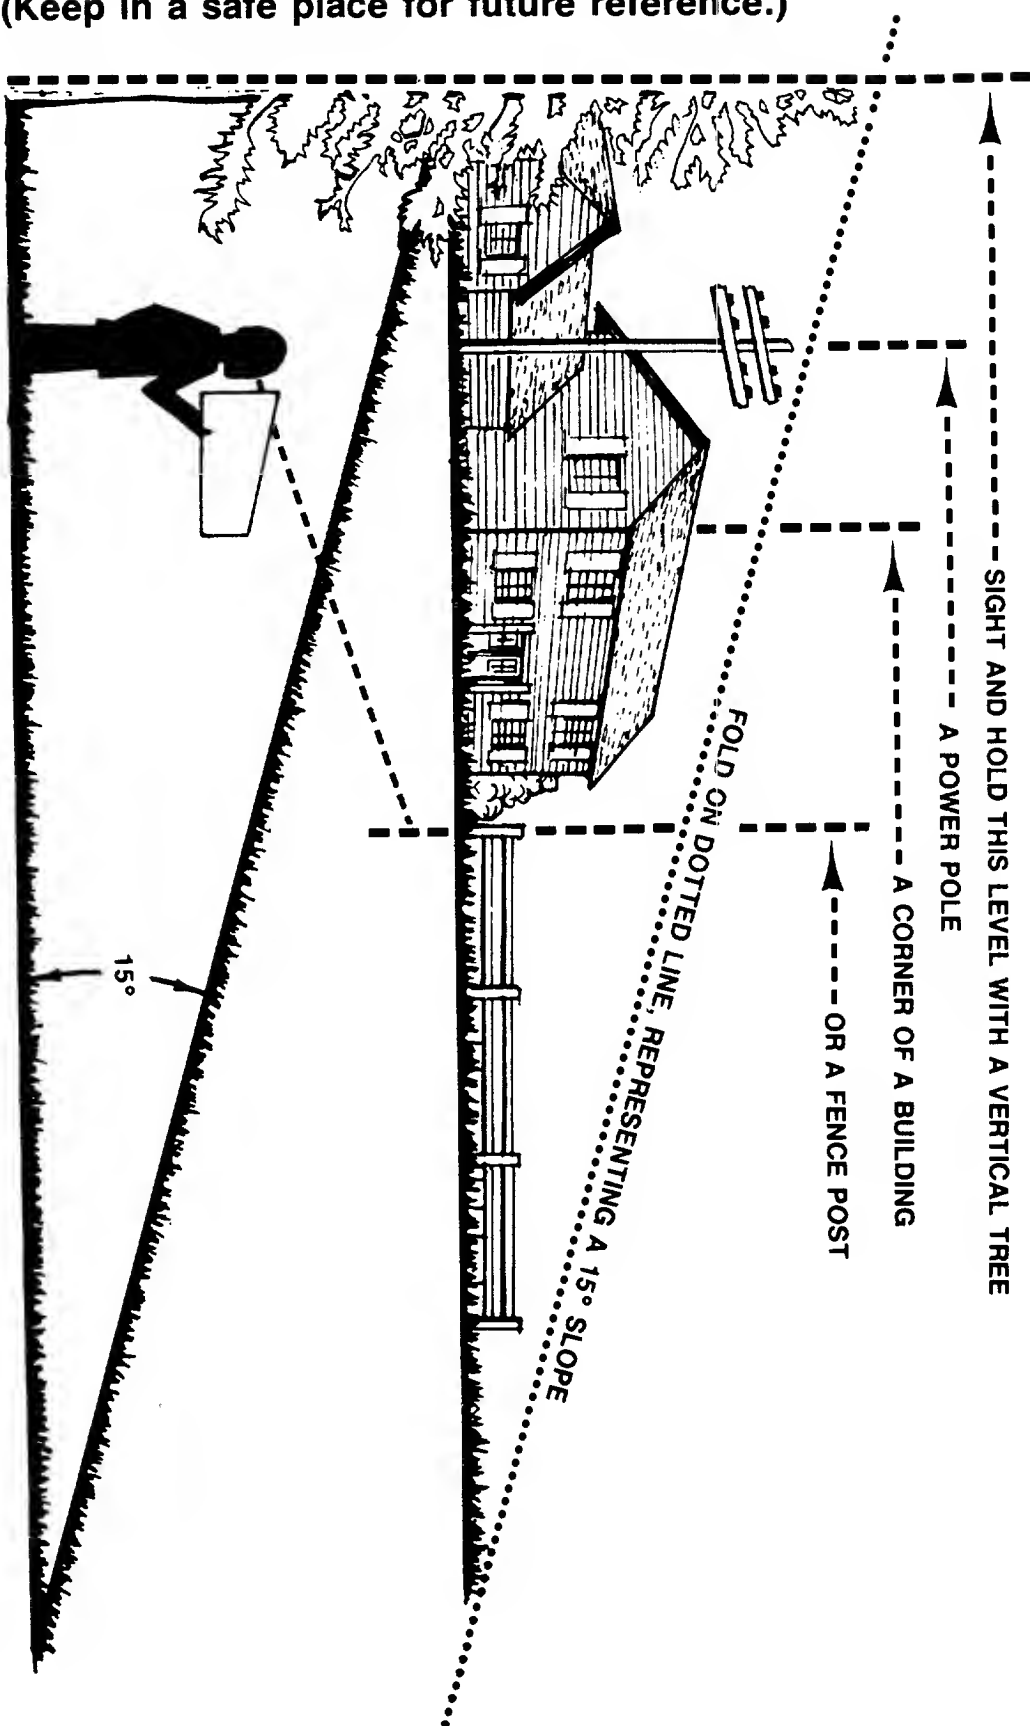 (Keep in a safe place for future reference.)
SIGHT AND HOLD THIS LEVEL WITH A VERTICAL TREE
A POWER POLE
A CORNER OF A BUILDING
OR A FENCE POST
FOLD ON DOTTED LINE, REPRESENTING A 15° SLOPE
15°